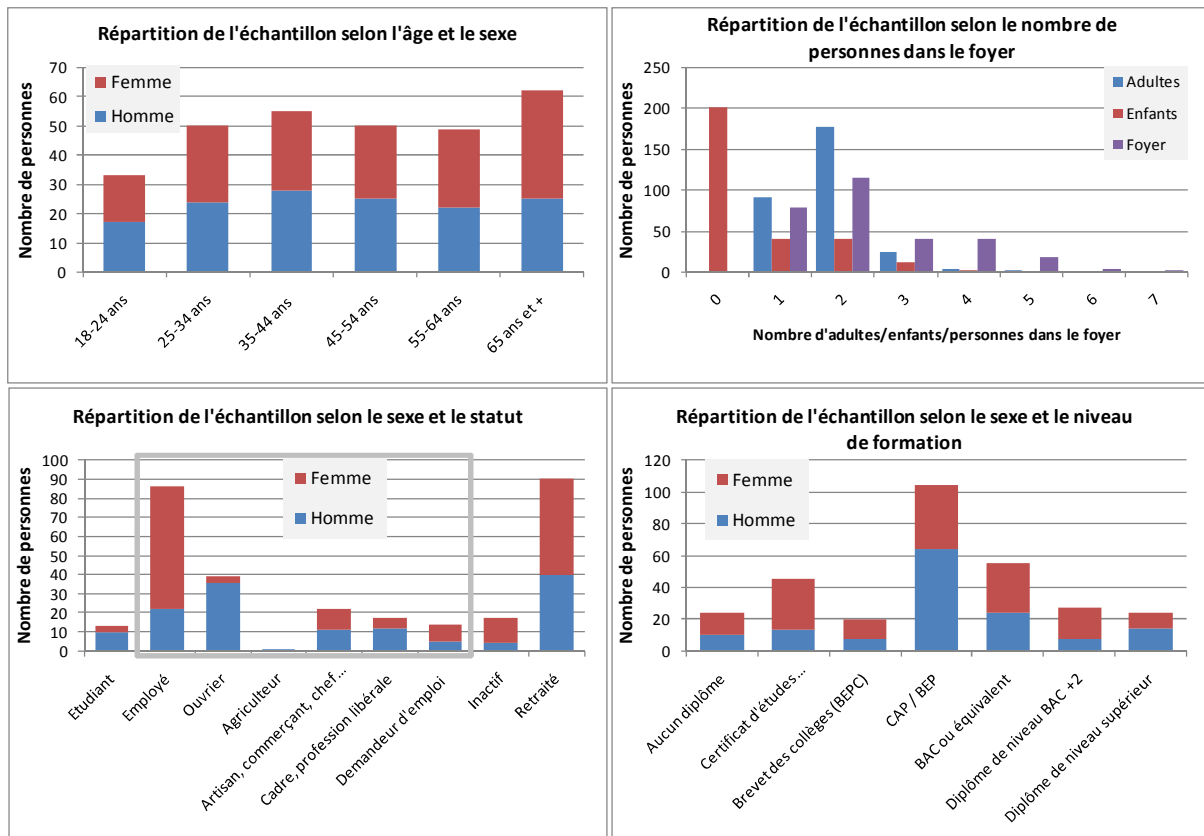 Répartition de l'échantillon selon l'âge et le sexe
Nombre de personnes
70
60
50
40
30
20
10
0
Femme
Homme
18-24 ans
25-34 ans
35-44 ans
45-54 ans
55-64 ans
65 ans et +
Répartition de l'échantillon selon le nombre de
personnes dans le foyer
Nombre de personnes
250
200
150
100
50
0
Adultes
Enfants
Foyer
0
1
2
3
4
5
6
7
Nombre d'adultes/enfants/personnes dans le foyer
Répartition de l'échantillon selon le sexe et le statut
Nombre de personnes
100
90
80
70
60
50
40
30
20
10
0
Femme
Homme
Etudiant
Employé
Ouvrier
Agriculteur
Artisan, commerçant, chef...
Cadre, profession libérale
Demandeur d'emploi
Inactif
Retraité
Répartition de l'échantillon selon le sexe et le niveau
de formation
Nombre de personnes
120
100
80
60
40
20
0
Femme
Homme
Aucun diplôme
Certificat d'études...
Brevet des collèges (BEPC)
CAP / BEP
BAC ou équivalent
Diplôme de niveau BAC +2
Diplôme de niveau supérieur